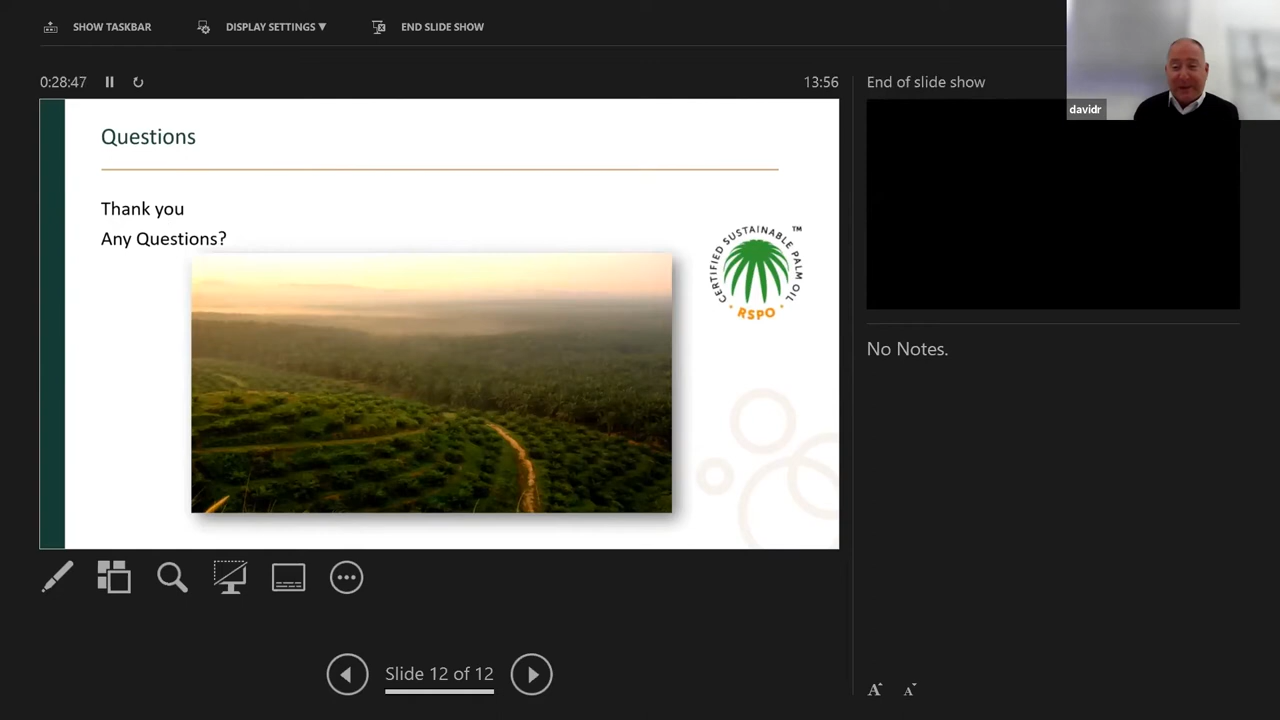 SHOW TASKBAR
DISPLAY SETTINGS ▼
END SLIDE SHOW
davidr
0:28:47
13:56
End of slide show
Questions
Thank you
Any Questions?
CERTIFIED SUSTAINABLE PALM OIL ™
RSPO
No Notes.
Slide 12 of 12
A A